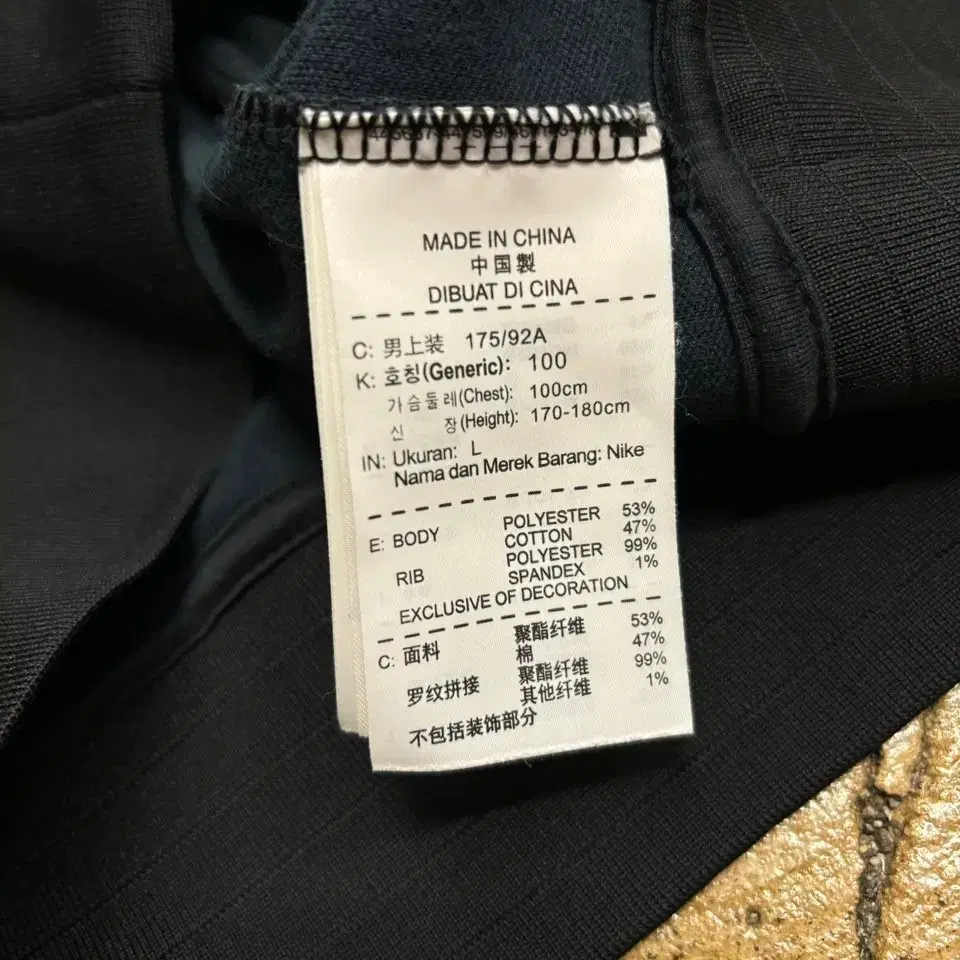 MADE IN CHINA
中国製
DIBUAT DI CINA
C: 男上装 175/92A
K: 호칭(Generic): 100
가슴둘레(Chest): 100cm
신 장(Height): 170-180cm
IN: Ukuran: L
Nama dan Merek Barang: Nike
E: BODY POLYESTER 53%
COTTON 47%
RIB POLYESTER 99%
SPANDEX 1%
EXCLUSIVE OF DECORATION
C: 面料 聚酯纤维 53%
棉 47%
罗纹拼接 聚酯纤维 99%
其他纤维 1%
不包括装饰部分